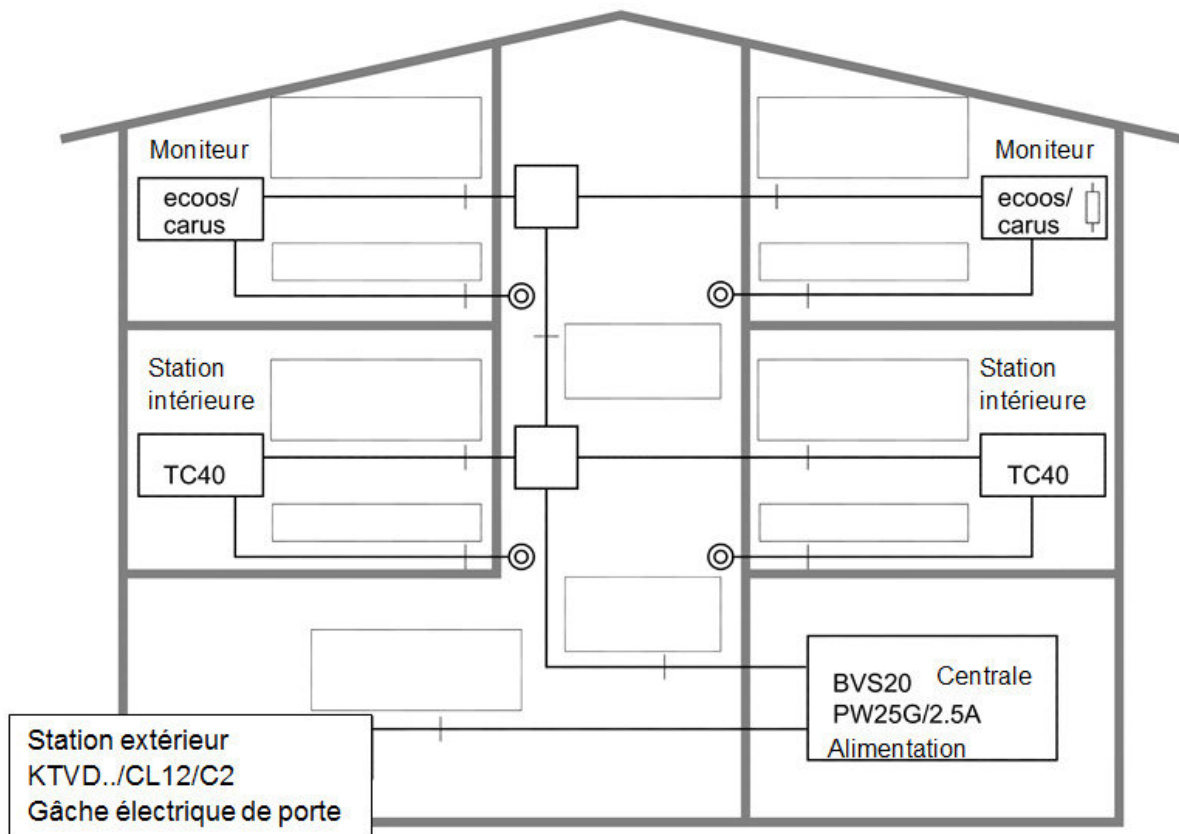 Moniteur
Moniteur
ecoos/
carus
ecoos/
carus
Station
intérieure
Station
intérieure
TC40
TC40
BVS20 Centrale
PW25G/2.5A
Alimentation
Station extérieur
KTVD../CL12/C2
Gâche électrique de porte